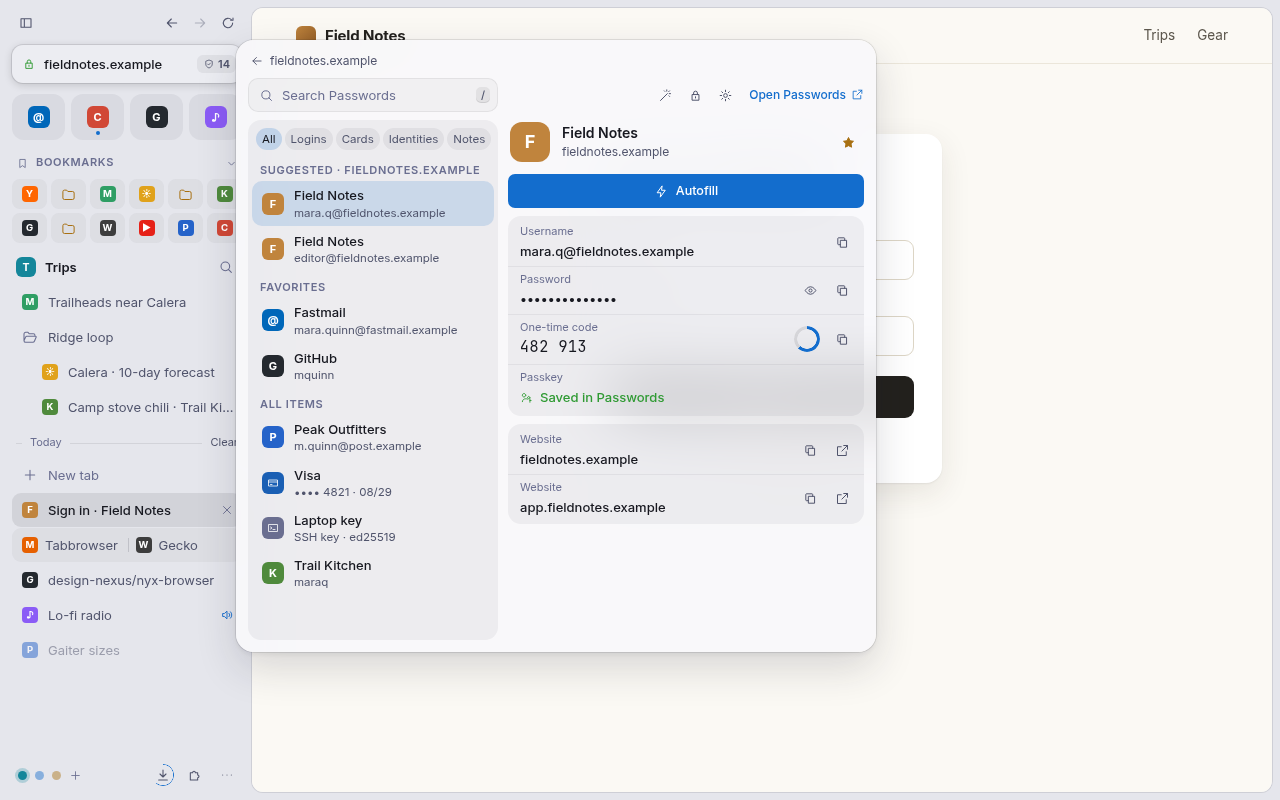 Field Notes
Trips
Gear
fieldnotes.example
14
@
C
G
BOOKMARKS
Y
M
K
G
W
P
C
T
Trips
M
Trailheads near Calera
Ridge loop
Calera · 10-day forecast
K
Camp stove chili · Trail Ki...
Today
Clear
New tab
F
Sign in · Field Notes
M
Tabbrowser
W
Gecko
G
design-nexus/nyx-browser
Lo-fi radio
P
Gaiter sizes
fieldnotes.example
Search Passwords
/
Open Passwords
All
Logins
Cards
Identities
Notes
SUGGESTED · FIELDNOTES.EXAMPLE
F
Field Notes
mara.q@fieldnotes.example
F
Field Notes
editor@fieldnotes.example
FAVORITES
@
Fastmail
mara.quinn@fastmail.example
G
GitHub
mquinn
ALL ITEMS
P
Peak Outfitters
m.quinn@post.example
Visa
•••• 4821 · 08/29
Laptop key
SSH key · ed25519
K
Trail Kitchen
maraq
F
Field Notes
fieldnotes.example
Autofill
Username
mara.q@fieldnotes.example
Password
••••••••••••••
One-time code
482 913
Passkey
Saved in Passwords
Website
fieldnotes.example
Website
app.fieldnotes.example